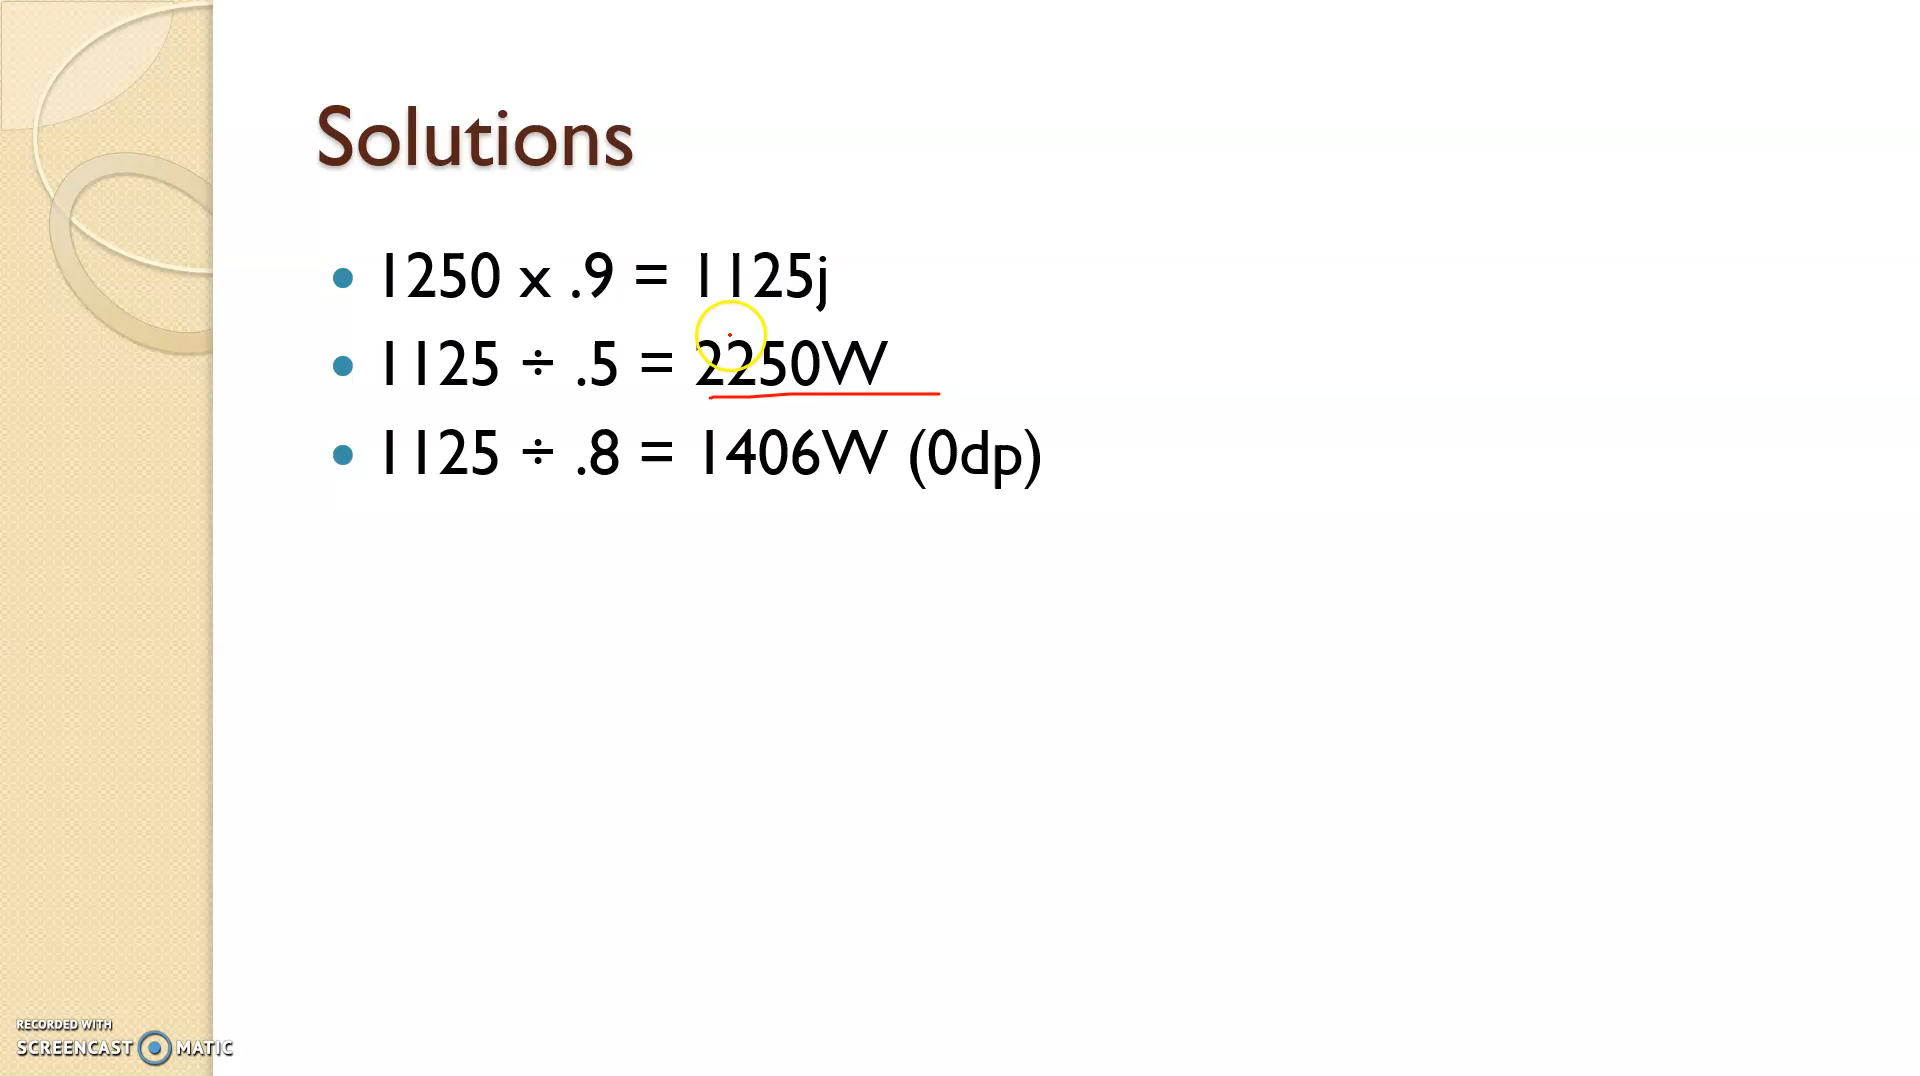 Solutions
1250 x .9 = 1125j
1125 ÷ .5 = 2250W
1125 ÷ .8 = 1406W (0dp)
RECORDED WITH
SCREENCAST MATIC